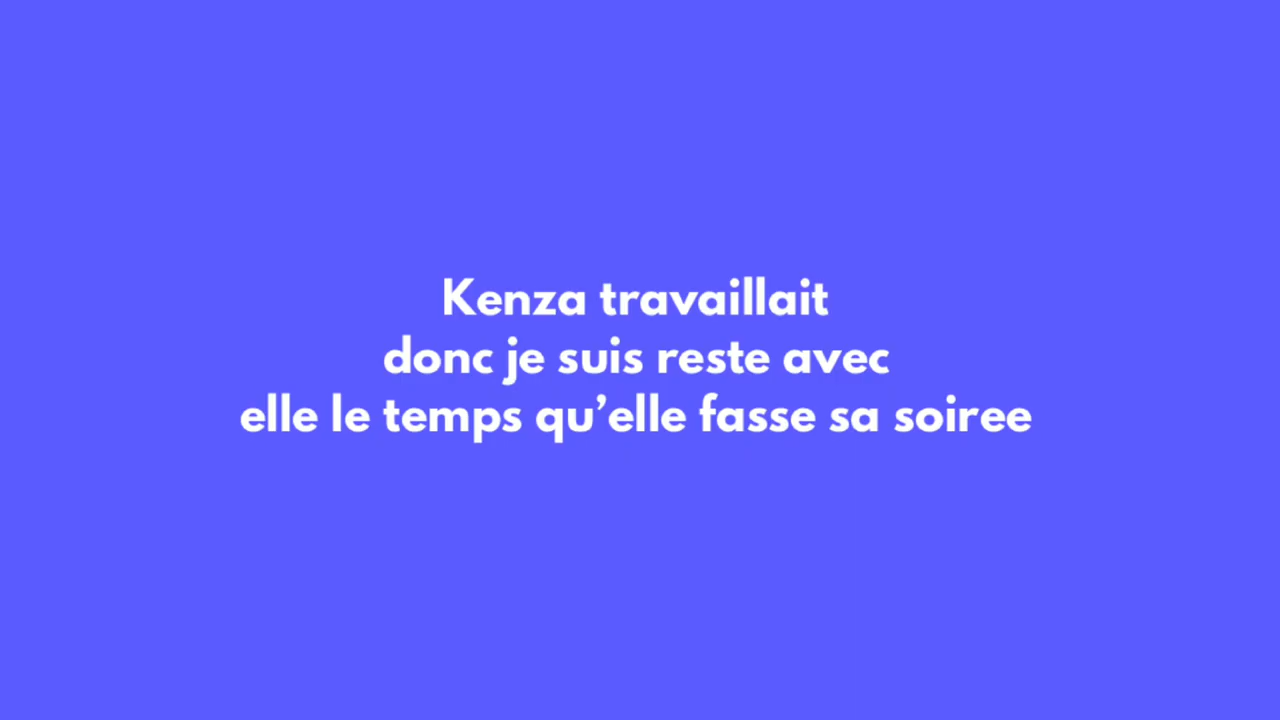 Kenza travaillait
donc je suis reste avec
elle le temps qu’elle fasse sa soiree